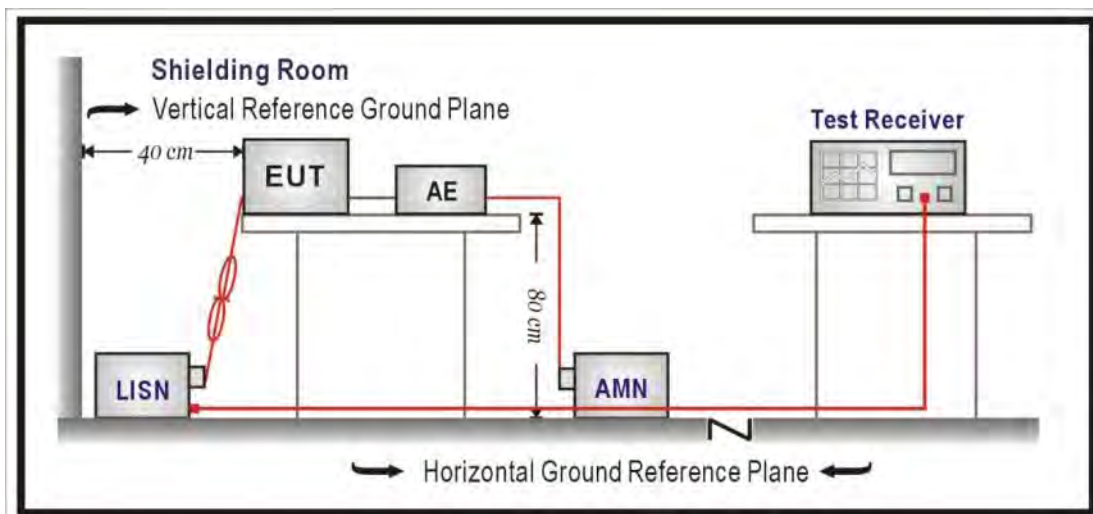 Shielding Room
Vertical Reference Ground Plane
Test Receiver
40 cm
EUT
AE
80 cm
LISN
AMN
Horizontal Ground Reference Plane